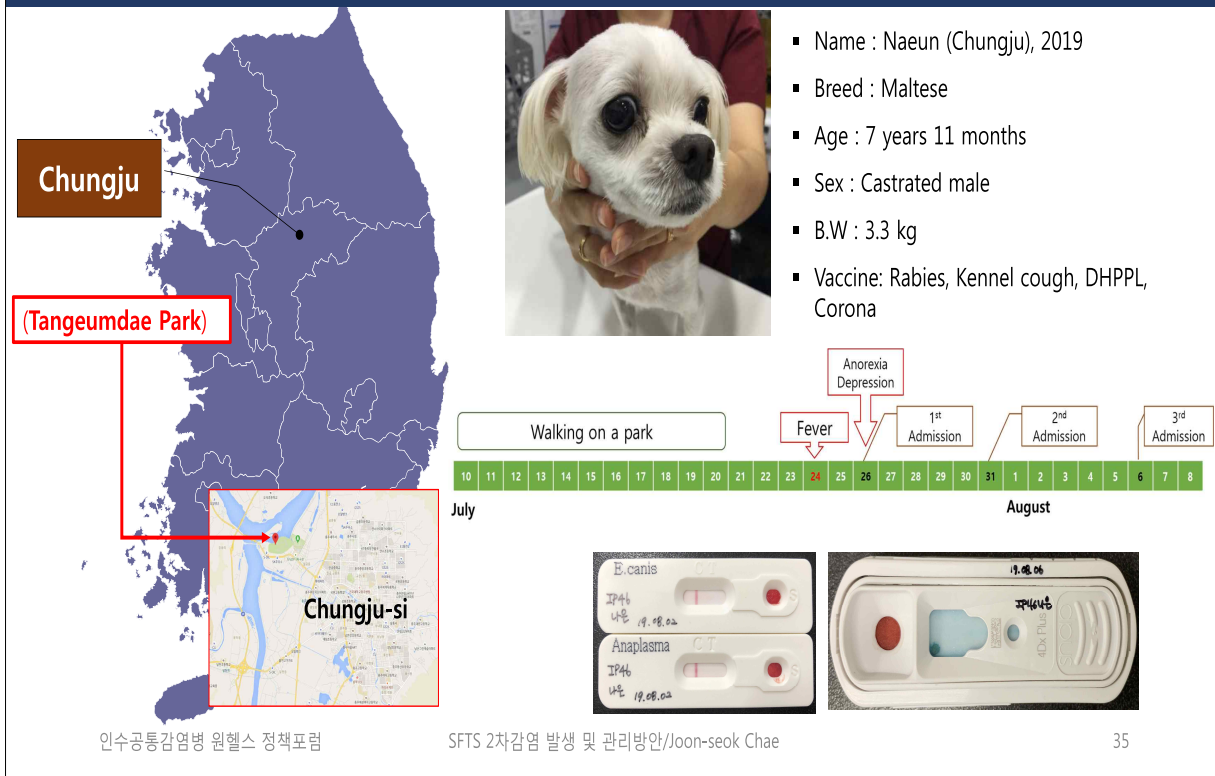 Chungju
(Tangeumdae Park)
Chungju-si
▪ Name : Naeun (Chungju), 2019
▪ Breed : Maltese
▪ Age : 7 years 11 months
▪ Sex : Castrated male
▪ B.W : 3.3 kg
▪ Vaccine: Rabies, Kennel cough, DHPPL,
Corona
Anorexia
Depression
Walking on a park
Fever
1st
Admission
2nd
Admission
3rd
Admission
10 11 12 13 14 15 16 17 18 19 20 21 22 23 24 25 26 27 28 29 30 31 1 2 3 4 5 6 7 8
July
August
E.canis
C T
IP46
나은
19.08.02
S
Anaplasma
C T
IP46
나은
19.08.02
S
19.08.06
IP46나은
4Dx Plus
인수공통감염병 원헬스 정책포럼
SFTS 2차감염 발생 및 관리방안/Joon-seok Chae
35